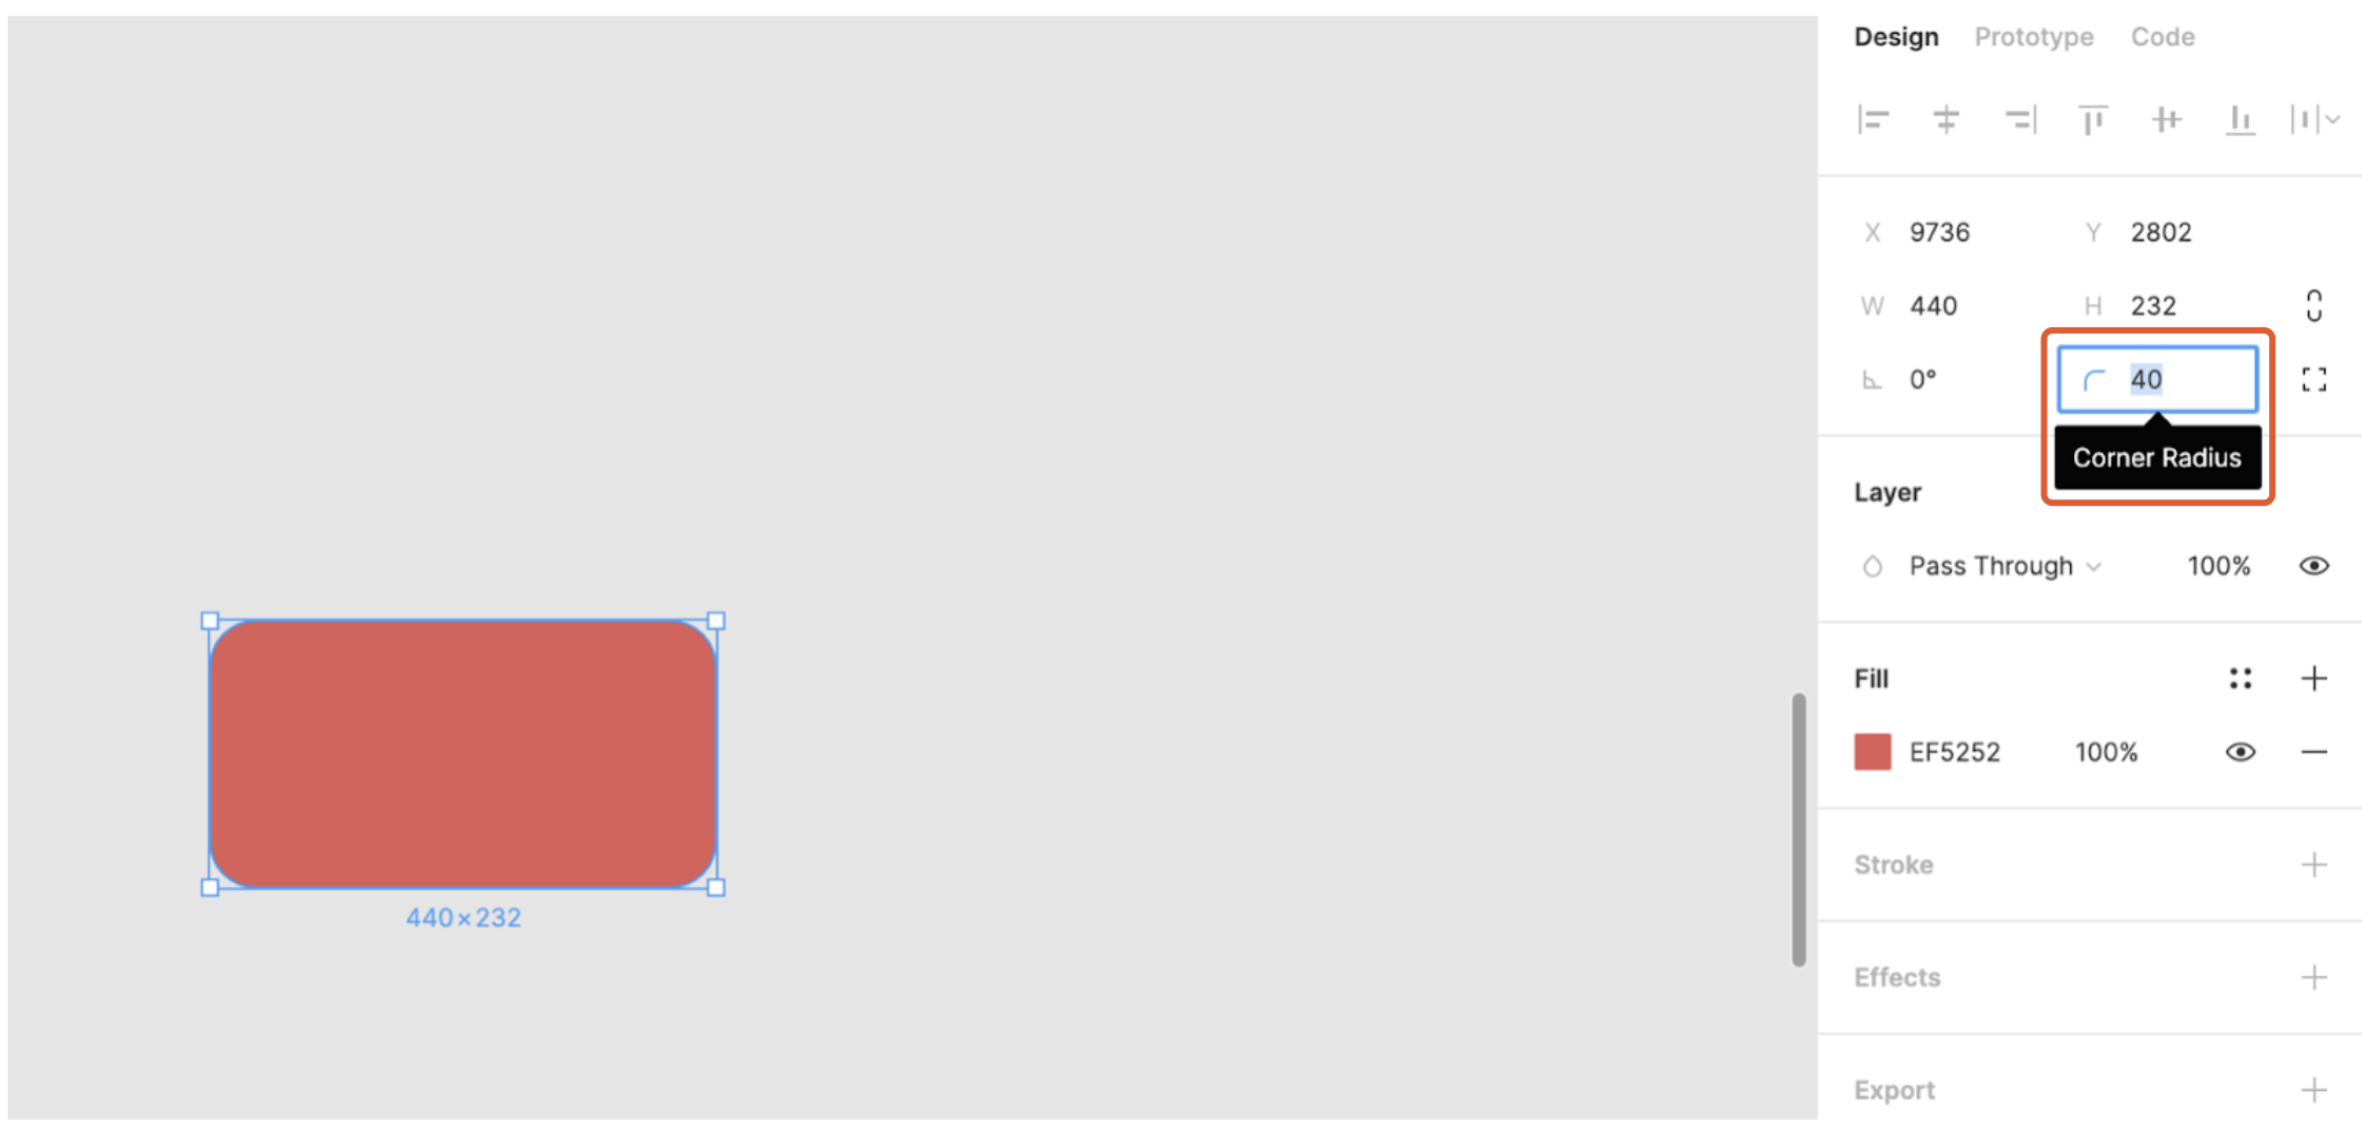 Design Prototype Code
X 9736 Y 2802
W 440 H 232
0° 40
Corner Radius
Layer
Pass Through 100%
Fill
EF5252 100%
Stroke
Effects
Export
440×232